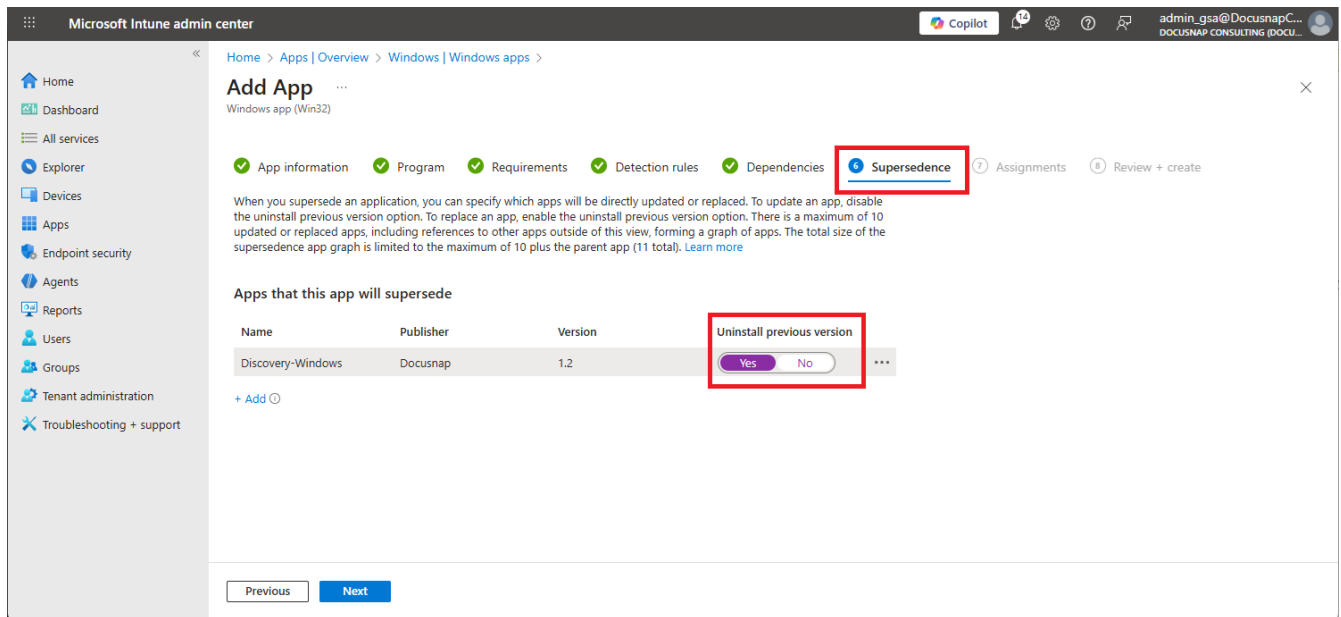 Microsoft Intune admin center
Copilot
14
admin_gsa@DocusnapC...
DOCUSNAP CONSULTING (DOCU...
«
Home
Dashboard
All services
Explorer
Devices
Apps
Endpoint security
Agents
Reports
Users
Groups
Tenant administration
Troubleshooting + support
Home > Apps | Overview > Windows | Windows apps >
Add App ...
Windows app (Win32)
App information
Program
Requirements
Detection rules
Dependencies
6 Supersedence
7 Assignments
8 Review + create
When you supersede an application, you can specify which apps will be directly updated or replaced. To update an app, disable
the uninstall previous version option. To replace an app, enable the uninstall previous version option. There is a maximum of 10
updated or replaced apps, including references to other apps outside of this view, forming a graph of apps. The total size of the
supersedence app graph is limited to the maximum of 10 plus the parent app (11 total). Learn more
Apps that this app will supersede
Name Publisher Version Uninstall previous version
Discovery-Windows Docusnap 1.2 Yes No ...
+ Add
Previous Next